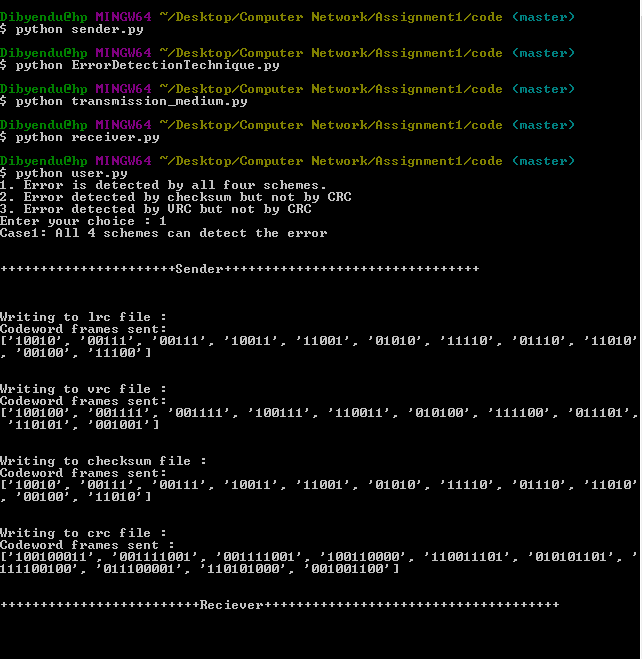 Dibyendu@hp MINGW64 ~/Desktop/Computer Network/Assignment1/code (master)
$ python sender.py
Dibyendu@hp MINGW64 ~/Desktop/Computer Network/Assignment1/code (master)
$ python ErrorDetectionTechnique.py
Dibyendu@hp MINGW64 ~/Desktop/Computer Network/Assignment1/code (master)
$ python transmission_medium.py
Dibyendu@hp MINGW64 ~/Desktop/Computer Network/Assignment1/code (master)
$ python receiver.py
Dibyendu@hp MINGW64 ~/Desktop/Computer Network/Assignment1/code (master)
$ python user.py
1. Error is detected by all four schemes.
2. Error detected by checksum but not by CRC
3. Error detected by VRC but not by CRC
Enter your choice : 1
Case1: All 4 schemes can detect the error
++++++++++++++++++++++Sender++++++++++++++++++++++++++++++++
Writing to lrc file :
Codeword frames sent:
['10010', '00111', '00111', '10011', '11001', '01010', '11110', '01110', '11010'
, '00100', '11100']
Writing to vrc file :
Codeword frames sent:
['100100', '001111', '001111', '100111', '110011', '010100', '111100', '011101',
'110101', '001001']
Writing to checksum file :
Codeword frames sent:
['10010', '00111', '00111', '10011', '11001', '01010', '11110', '01110', '11010'
, '00100', '11010']
Writing to crc file :
Codeword frames sent :
['100100011', '001111001', '001111001', '100110000', '110011101', '010101101', '
111100100', '011100001', '110101000', '001001100']
+++++++++++++++++++++++++Reciever+++++++++++++++++++++++++++++++++++++